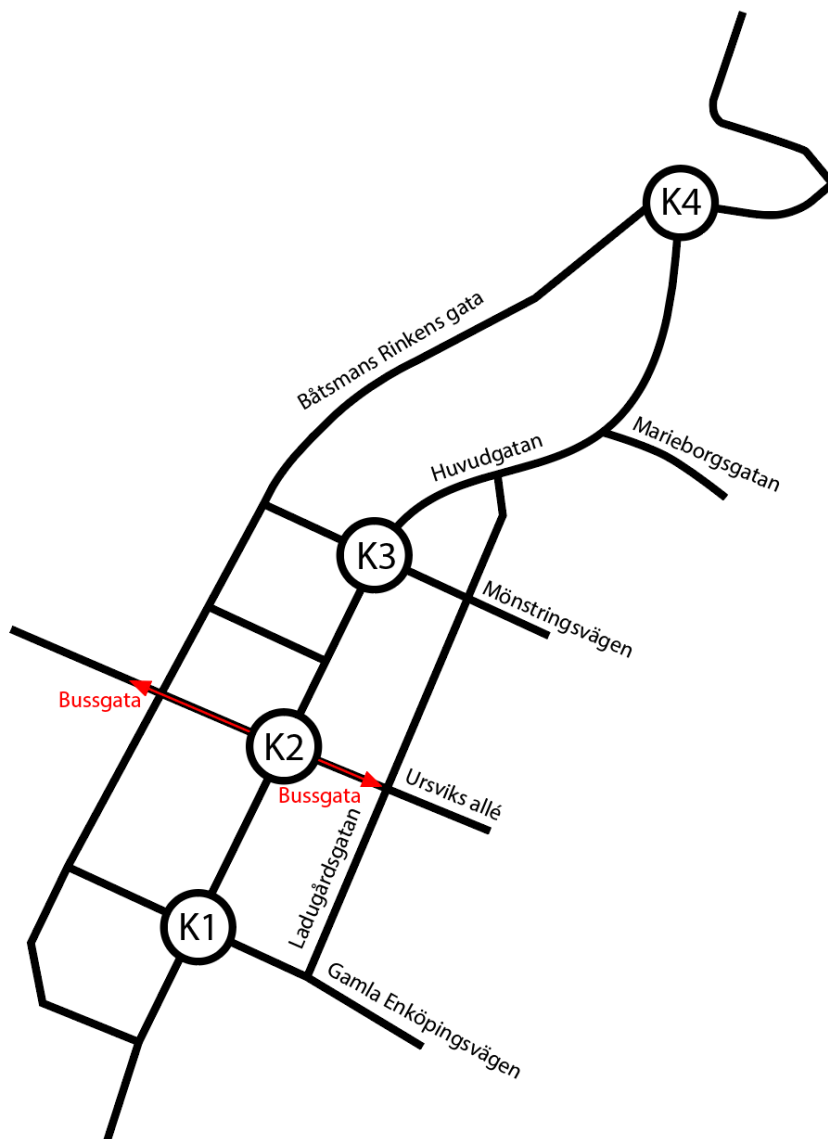 K4
Båtsmans Rinkens gata
Marieborgsgatan
Huvudgatan
K3
Mönstringsvägen
Bussgata
K2
Ursviks allé
Bussgata
Ladugårdsgatan
K1
Gamla Enköpingsvägen